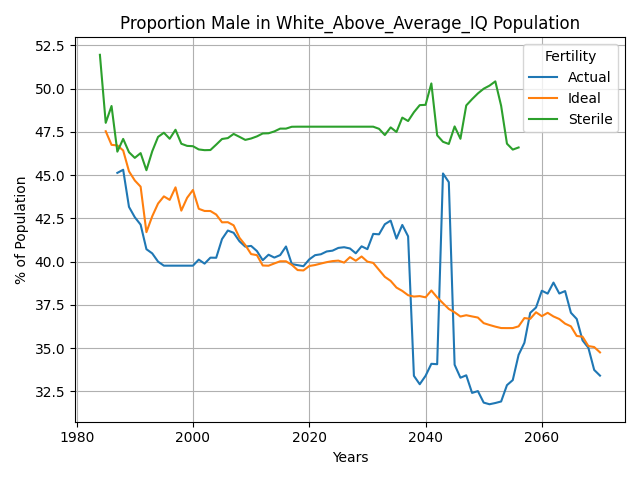 Proportion Male in White_Above_Average_IQ Population
Fertility
Actual
Ideal
Sterile
% of Population
52.5
50.0
47.5
45.0
42.5
40.0
37.5
35.0
32.5
1980
2000
2020
2040
2060
Years